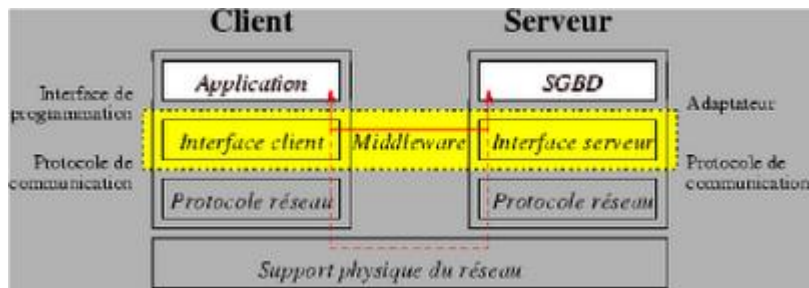 Client Serveur
Application SGBD
Interface de
programmation
Adaptateur
Interface client Middleware Interface serveur
Protocole de
communication
Protocole de
communication
Protocole réseau Protocole réseau
Support physique du réseau